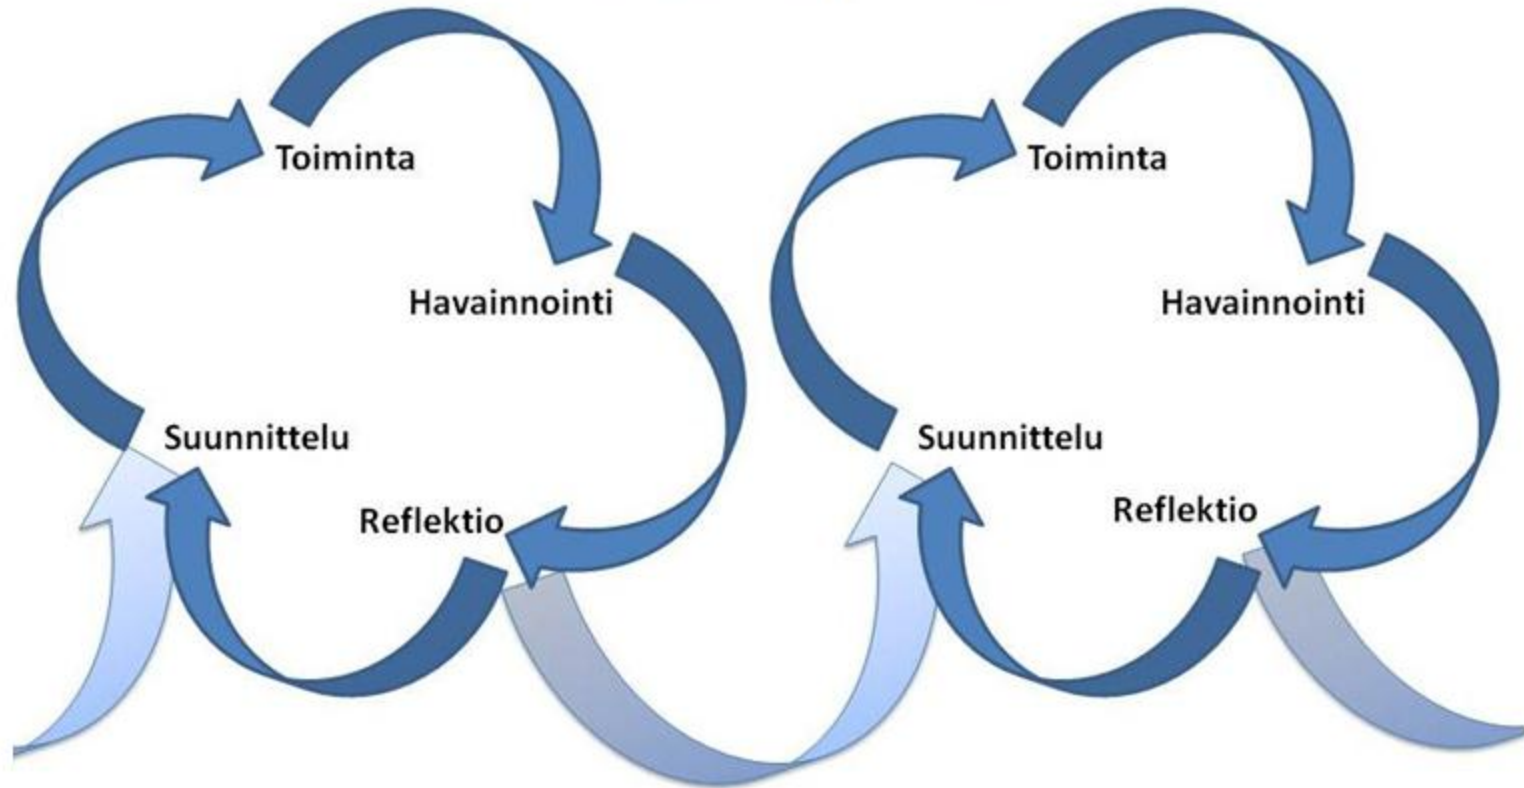 Toiminta
Havainnointi
Suunnittelu
Reflektio
Toiminta
Havainnointi
Suunnittelu
Reflektio